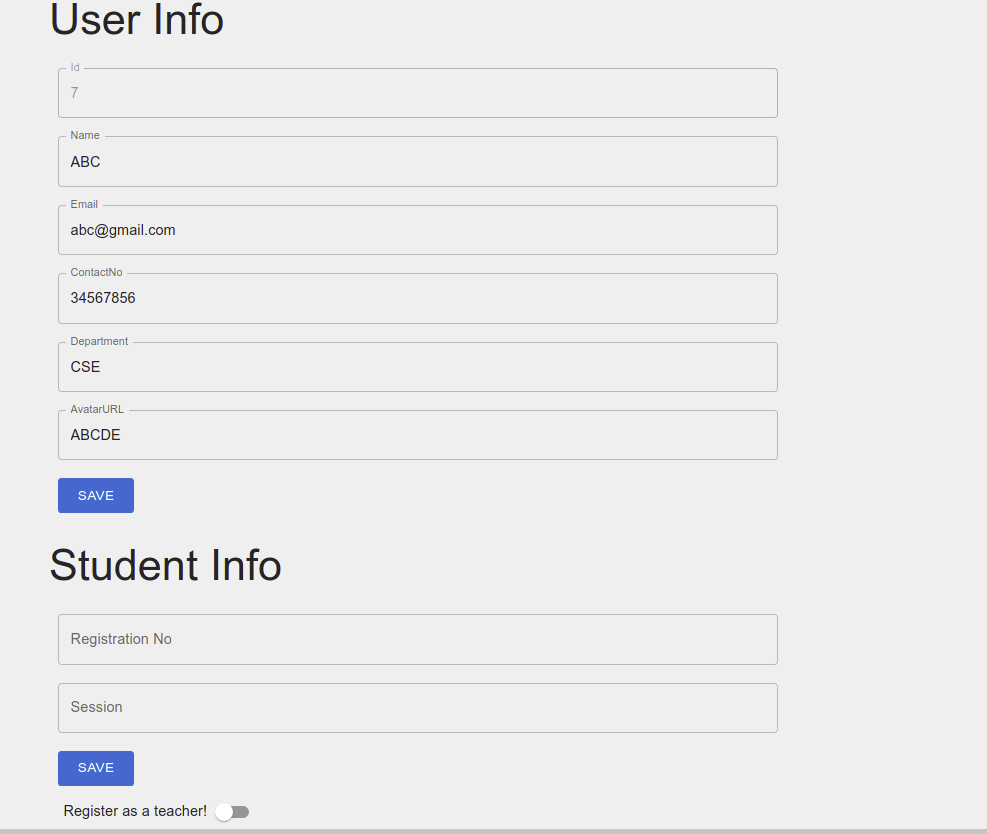 User Info
Id
7
Name
ABC
Email
abc@gmail.com
ContactNo
34567856
Department
CSE
AvatarURL
ABCDE
SAVE
Student Info
Registration No
Session
SAVE
Register as a teacher!